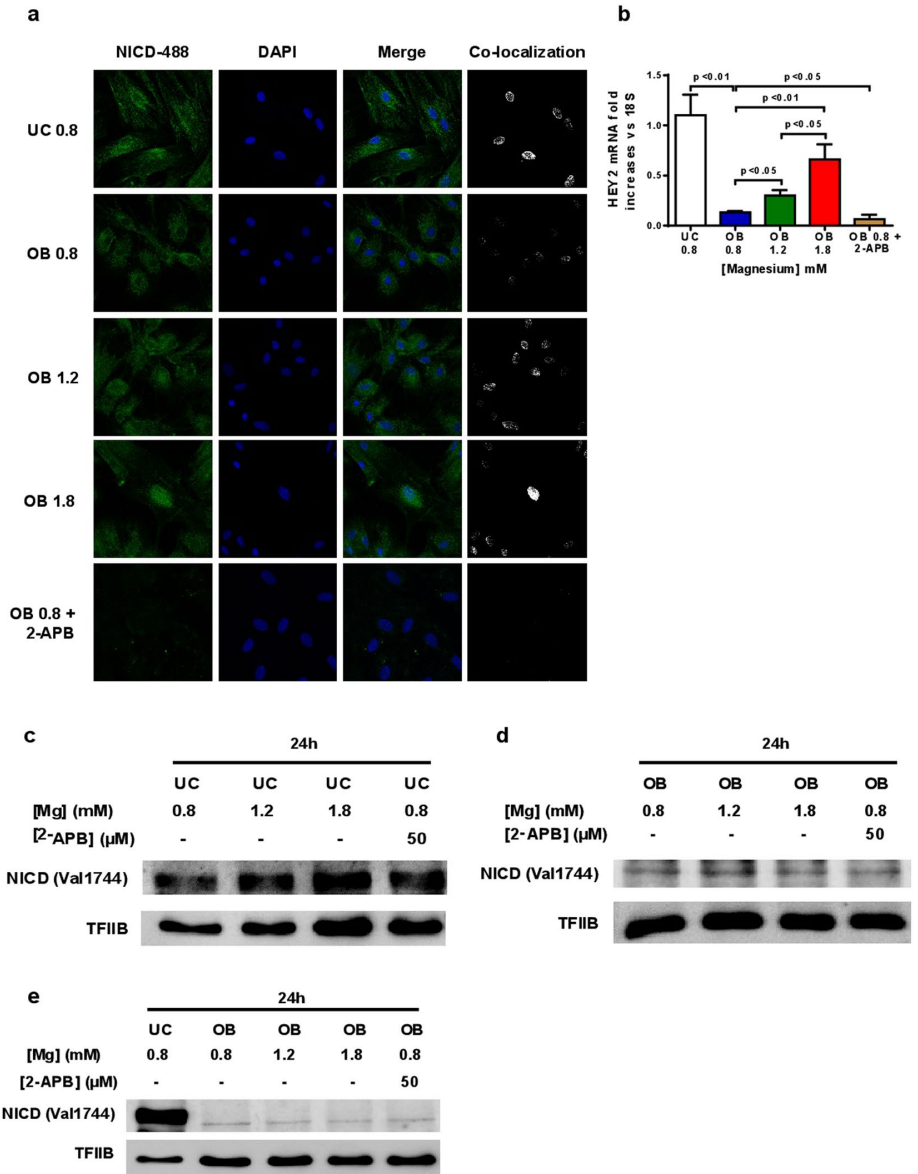 a
NICD-488 DAPI Merge Co-localization
UC 0.8
OB 0.8
OB 1.2
OB 1.8
OB 0.8 +
2-APB
b
HEY2 mRNA fold
increases vs 18S
1.5
1.0
0.5
0.0
p <0.01 p <0.05
p <0.01
p <0.05
p <0.05
UC OB OB OB OB 0.8 +
0.8 0.8 1.2 1.8 2-APB
[Magnesium] mM
c
24h
UC UC UC UC
[Mg] (mM) 0.8 1.2 1.8 0.8
[2-APB] (µM) - - - 50
NICD (Val1744)
TFIIB
d
24h
OB OB OB OB
[Mg] (mM) 0.8 1.2 1.8 0.8
[2-APB] (µM) - - - 50
NICD (Val1744)
TFIIB
e
24h
UC OB OB OB OB
[Mg] (mM) 0.8 0.8 1.2 1.8 0.8
[2-APB] (µM) - - - - 50
NICD (Val1744)
TFIIB